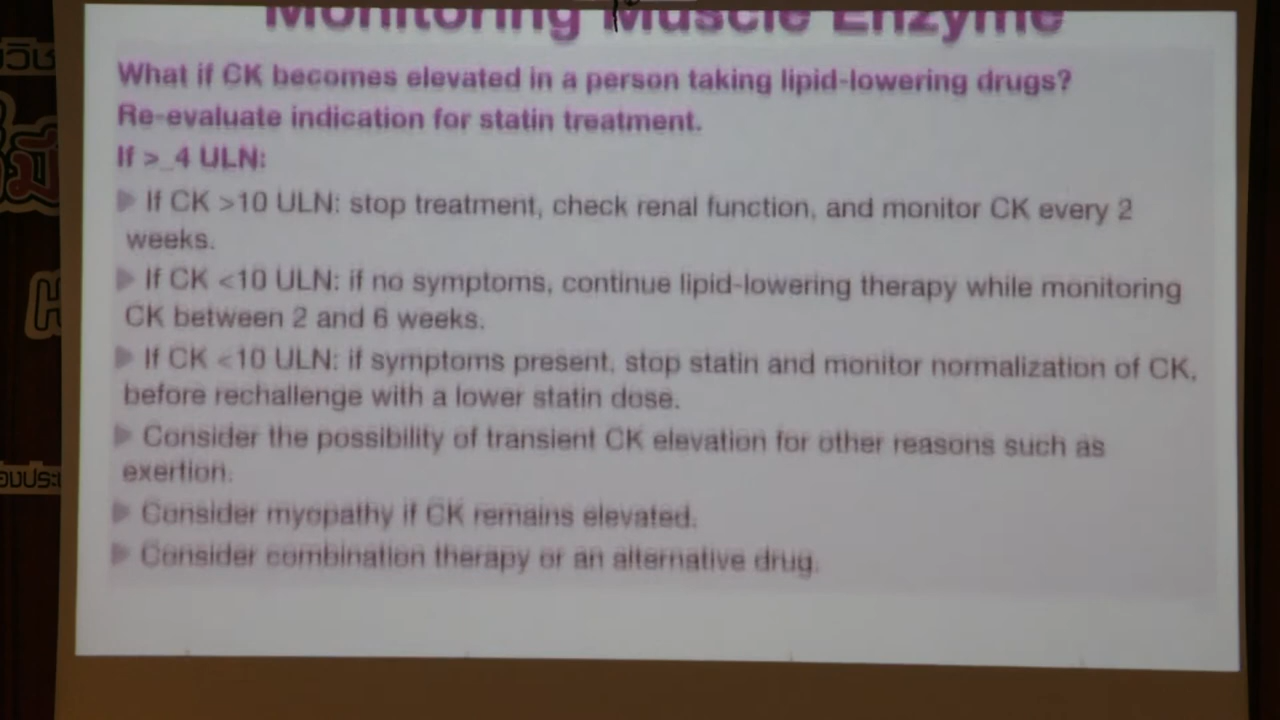 Monitoring Muscle Enzyme
What if CK becomes elevated in a person taking lipid-lowering drugs?
Re-evaluate indication for statin treatment.
If >_4 ULN:
If CK >10 ULN: stop treatment, check renal function, and monitor CK every 2
weeks.
If CK <10 ULN: if no symptoms, continue lipid-lowering therapy while monitoring
CK between 2 and 6 weeks.
If CK <10 ULN: if symptoms present, stop statin and monitor normalization of CK,
before rechallenge with a lower statin dose.
Consider the possibility of transient CK elevation for other reasons such as
exertion.
Consider myopathy if CK remains elevated.
Consider combination therapy or an alternative drug.